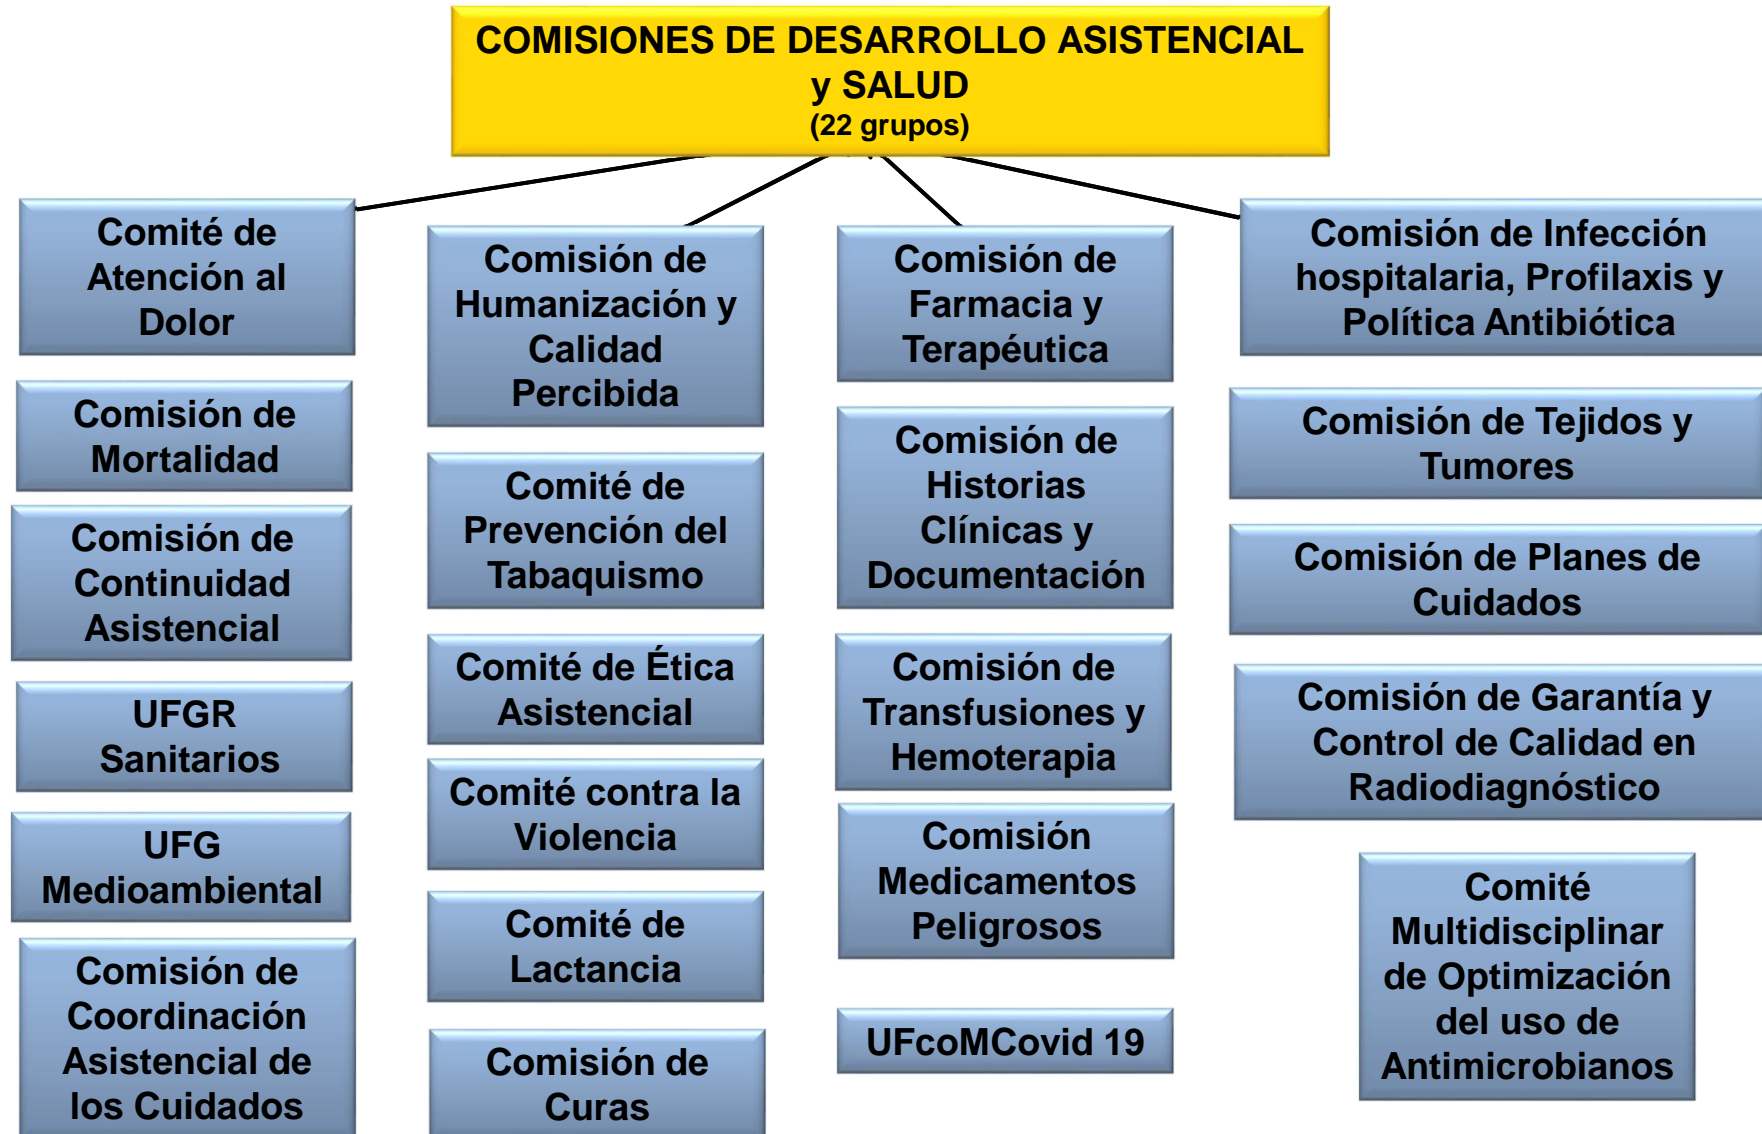 COMISIONES DE DESARROLLO ASISTENCIAL
y SALUD
(22 grupos)
Comité de
Atención al
Dolor
Comisión de
Mortalidad
Comisión de
Continuidad
Asistencial
UFGR
Sanitarios
UFG
Medioambiental
Comisión de
Coordinación
Asistencial de
los Cuidados
Comisión de
Humanización y
Calidad
Percibida
Comité de
Prevención del
Tabaquismo
Comité de Ética
Asistencial
Comité contra la
Violencia
Comité de
Lactancia
Comisión de
Curas
Comisión de
Farmacia y
Terapéutica
Comisión de
Historias
Clínicas y
Documentación
Comisión de
Transfusiones y
Hemoterapia
Comisión
Medicamentos
Peligrosos
UFcoMCovid 19
Comisión de Infección
hospitalaria, Profilaxis y
Política Antibiótica
Comisión de Tejidos y
Tumores
Comisión de Planes de
Cuidados
Comisión de Garantía y
Control de Calidad en
Radiodiagnóstico
Comité
Multidisciplinar
de Optimización
del uso de
Antimicrobianos